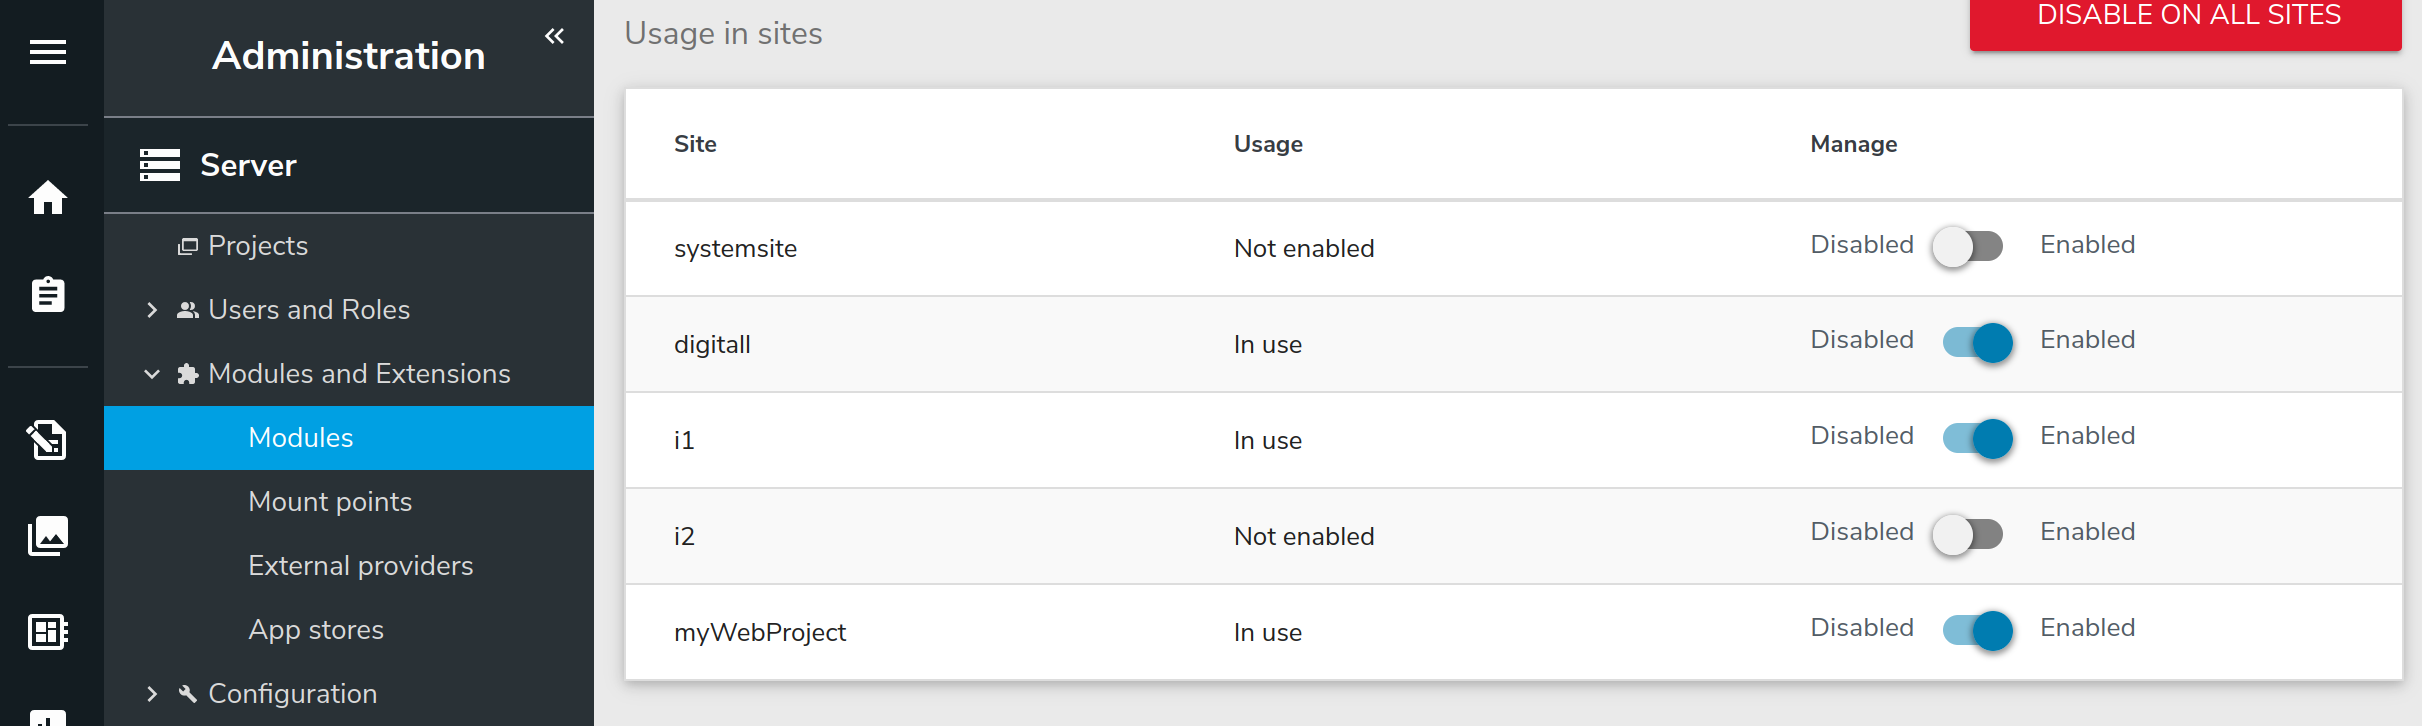 Administration
Server
Projects
Users and Roles
Modules and Extensions
Modules
Mount points
External providers
App stores
Configuration
Usage in sites
DISABLE ON ALL SITES
Site Usage Manage
systemsite Not enabled Disabled Enabled
digitall In use Disabled Enabled
i1 In use Disabled Enabled
i2 Not enabled Disabled Enabled
myWebProject In use Disabled Enabled